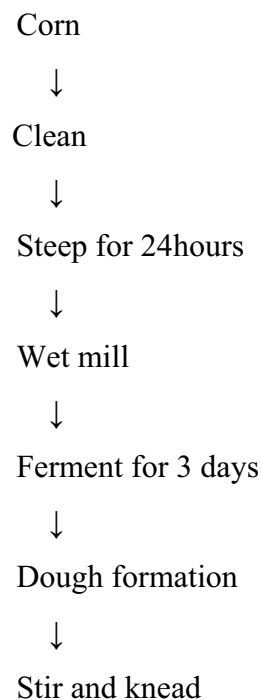 Corn
↓
Clean
↓
Steep for 24hours
↓
Wet mill
↓
Ferment for 3 days
↓
Dough formation
↓
Stir and knead